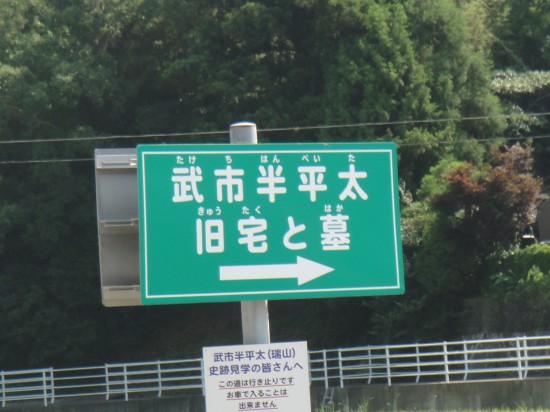 たけ ち はん ぺい た
武市半平太
きゅう たく はか
旧宅と墓
武市半平太(瑞山)
史跡見学の皆さんへ
この道は行き止りです
お車で入ることは
出来ません